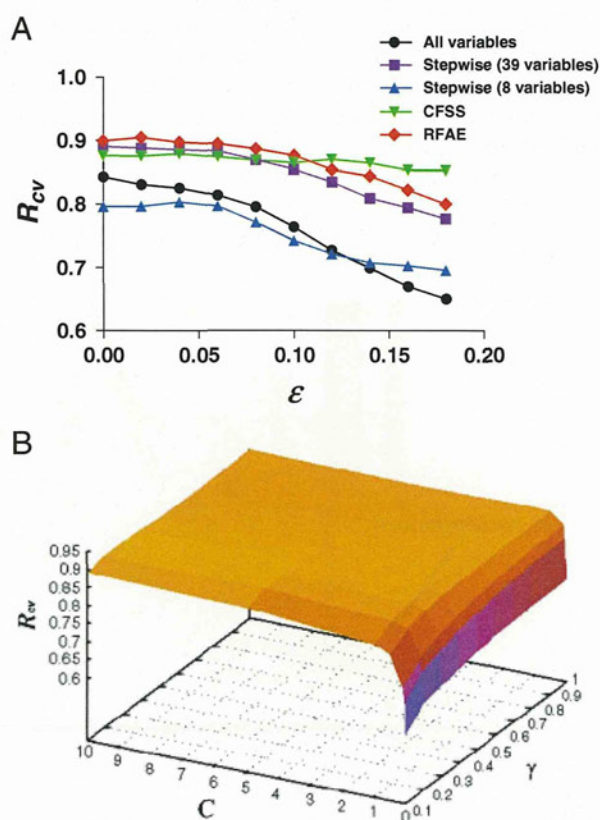 A
All variables
Stepwise (39 variables)
Stepwise (8 variables)
CFSS
RFAE
1.0
0.9
0.8
0.7
0.6
R_cv
0.00 0.05 0.10 0.15 0.20
ε
B
0.95
0.9
0.85
0.8
0.75
0.7
0.65
0.6
R_cv
10 9 8 7 6 5 4 3 2 1 0
C
0.1 0.2 0.3 0.4 0.5 0.6 0.7 0.8 0.9 1
γ